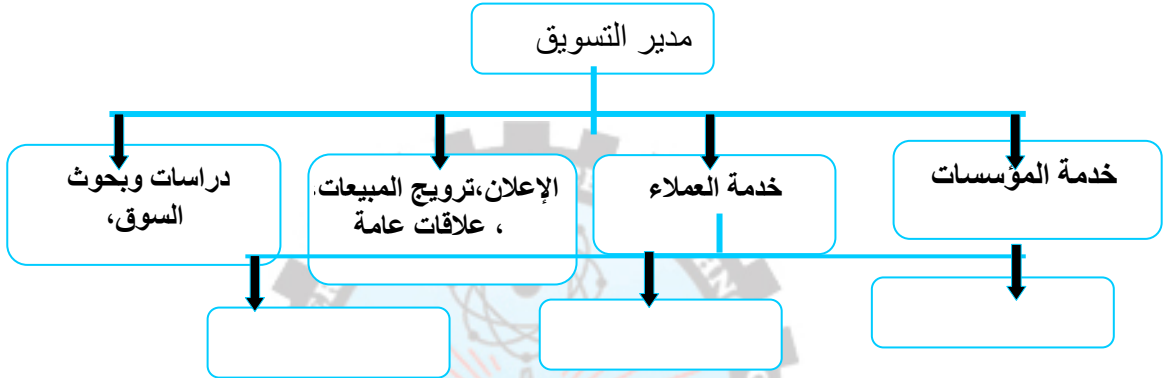 مدير التسويق
خدمة المؤسسات
خدمة العملاء
الإعلان،ترويج المبيعات،
، علاقات عامة
دراسات وبحوث
السوق،